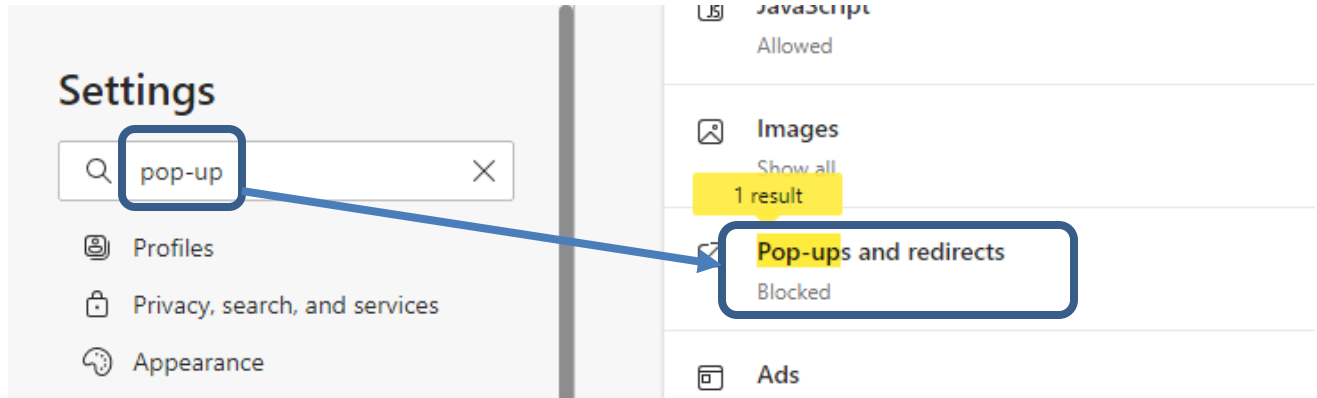 Settings
pop-up
Profiles
Privacy, search, and services
Appearance
JavaScript
Allowed
Images
Show all
1 result
Pop-ups and redirects
Blocked
Ads